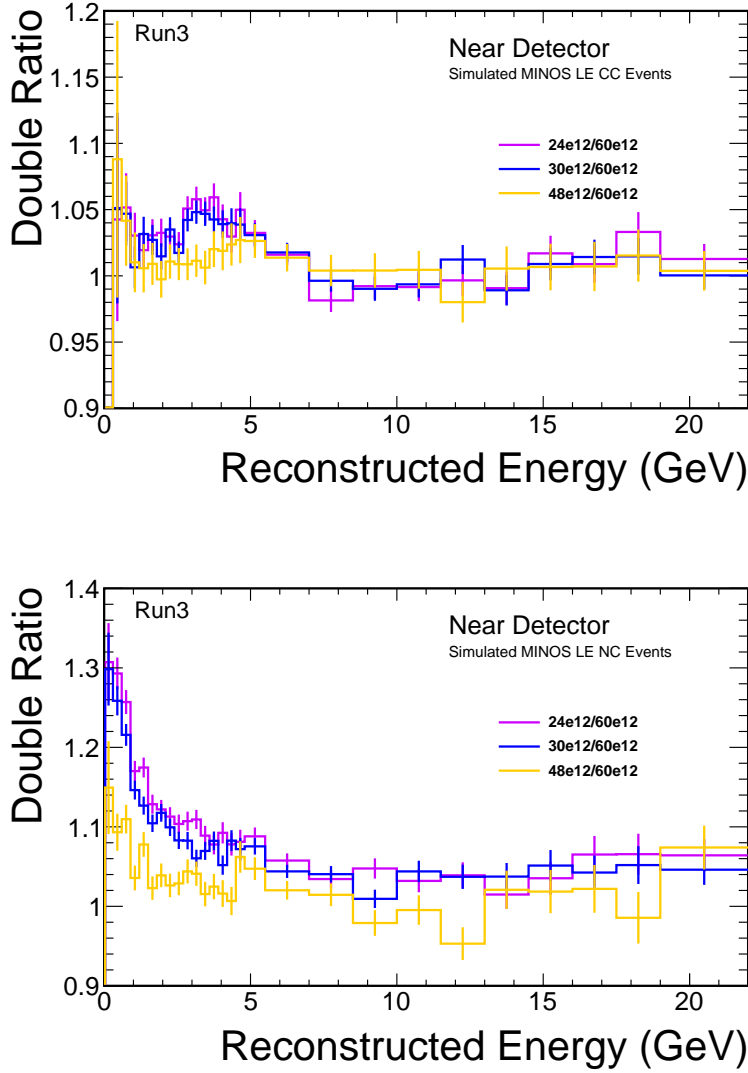 1.2
Run3
Near Detector
Simulated MINOS LE CC Events
1.15
24e12/60e12
1.1
30e12/60e12
48e12/60e12
1.05
1
0.95
0.9
Double Ratio
0 5 10 15 20
Reconstructed Energy (GeV)
1.4
Run3
Near Detector
Simulated MINOS LE NC Events
1.3
24e12/60e12
30e12/60e12
1.2
48e12/60e12
1.1
1
0.9
Double Ratio
0 5 10 15 20
Reconstructed Energy (GeV)